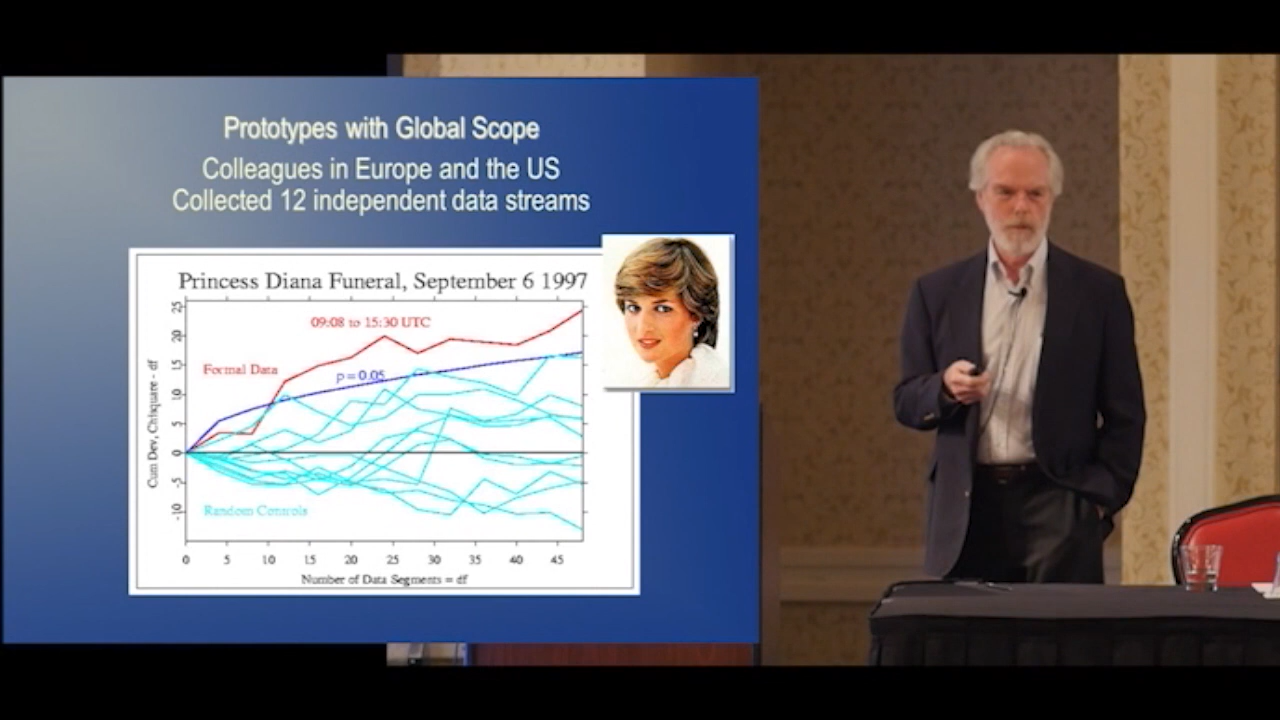 Prototypes with Global Scope
Colleagues in Europe and the US
Collected 12 independent data streams
Princess Diana Funeral, September 6 1997
09:08 to 15:30 UTC
Formal Data
p = 0.05
Random Controls
Cum Dev, Chisquare - df
25
20
15
10
5
0
-5
-10
0 5 10 15 20 25 30 35 40 45
Number of Data Segments = df